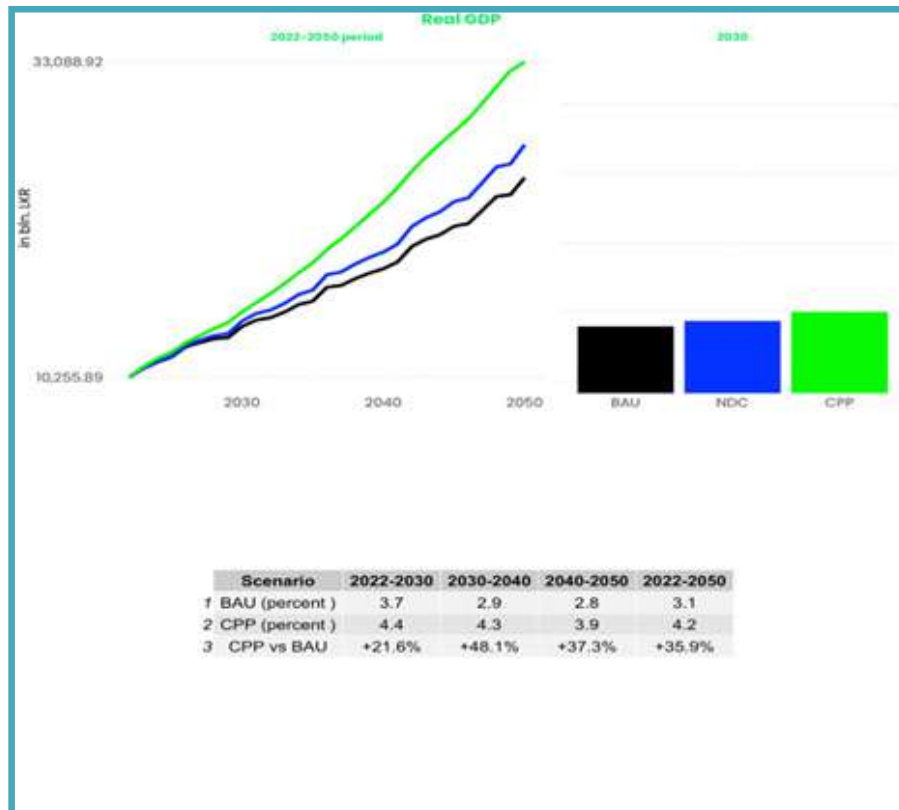 Real GDP
2022-2050 period
2030
33,088.92
in bln. LKR
10,255.89
2030 2040 2050 BAU NDC CPP
Scenario 2022-2030 2030-2040 2040-2050 2022-2050
1 BAU (percent ) 3.7 2.9 2.8 3.1
2 CPP (percent ) 4.4 4.3 3.9 4.2
3 CPP vs BAU +21.6% +48.1% +37.3% +35.9%